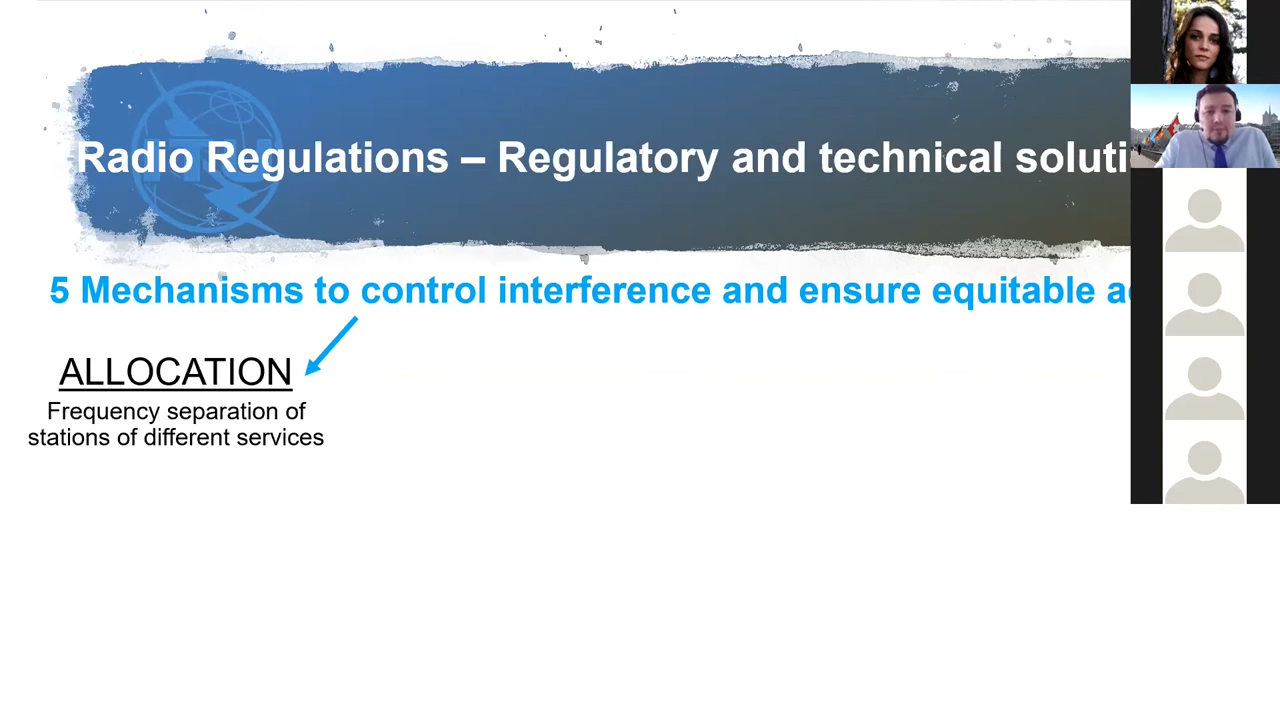 Radio Regulations – Regulatory and technical
5 Mechanisms to control interference and ensure equitable
ALLOCATION
Frequency separation of
stations of different services